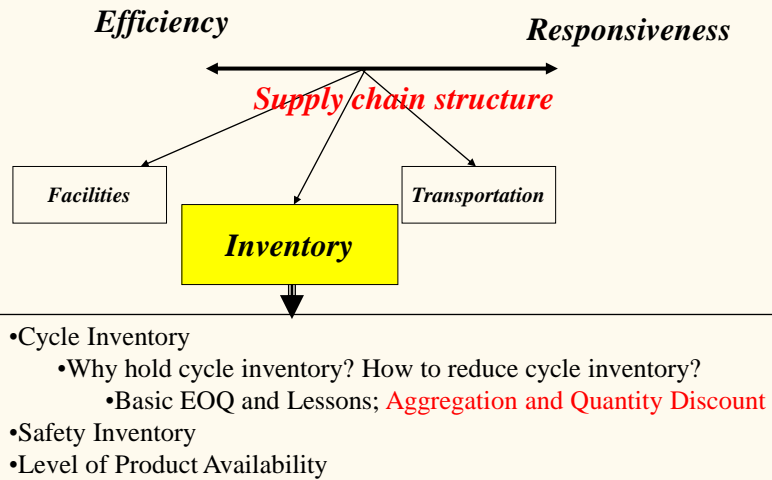 Efficiency
Responsiveness
Supply chain structure
Facilities
Transportation
Inventory
•Cycle Inventory
•Why hold cycle inventory? How to reduce cycle inventory?
•Basic EOQ and Lessons; Aggregation and Quantity Discount
•Safety Inventory
•Level of Product Availability